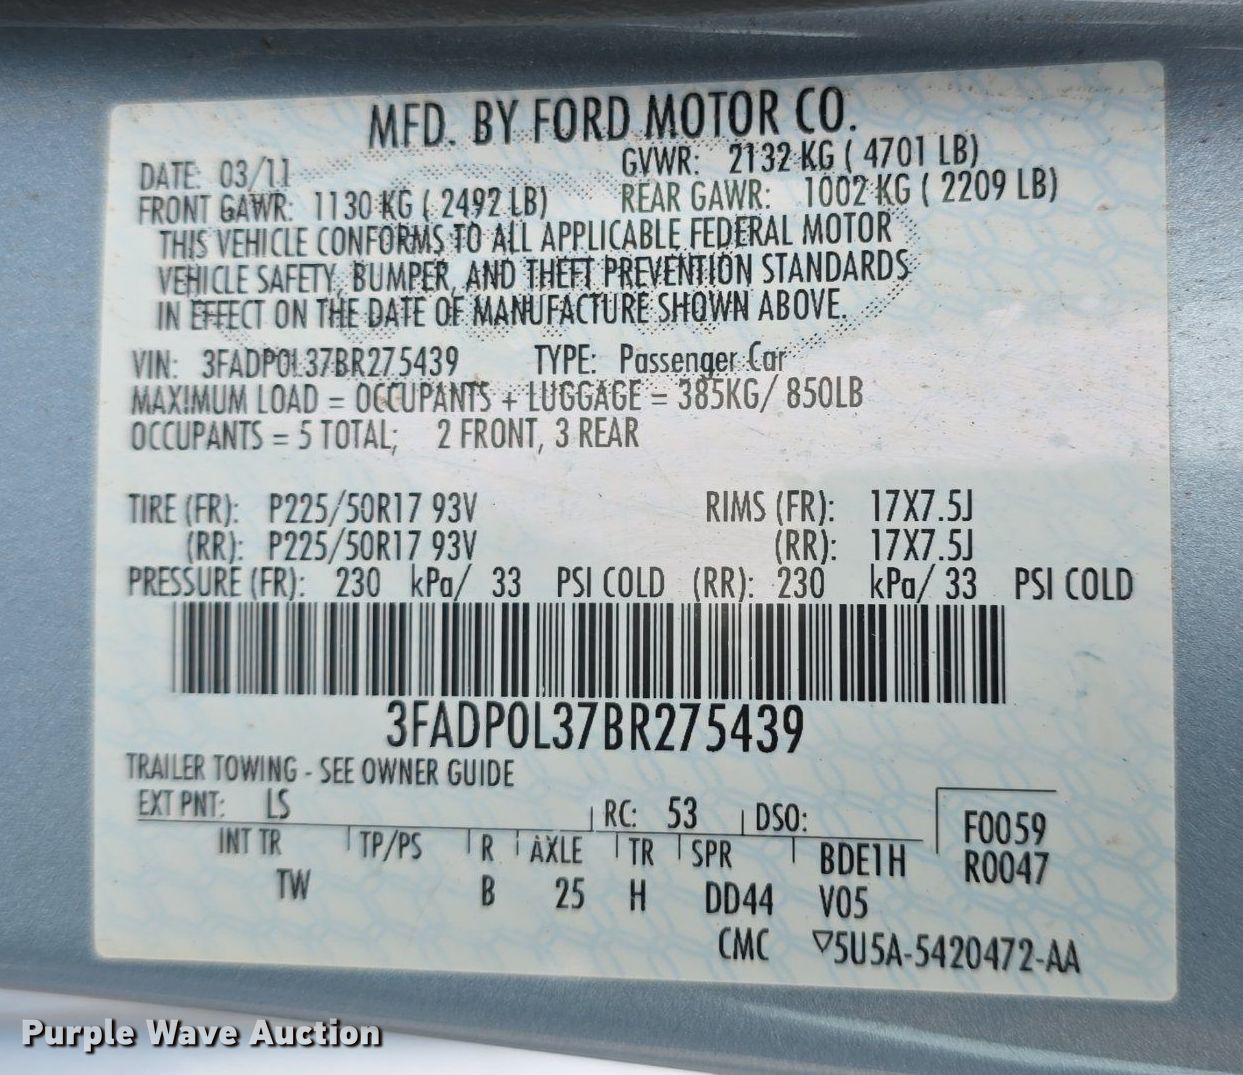 MFD. BY FORD MOTOR CO.
DATE: 03/11 GVWR: 2132 KG ( 4701 LB)
FRONT GAWR: 1130 KG ( 2492 LB) REAR GAWR: 1002 KG ( 2209 LB)
THIS VEHICLE CONFORMS TO ALL APPLICABLE FEDERAL MOTOR
VEHICLE SAFETY, BUMPER, AND THEFT PREVENTION STANDARDS
IN EFFECT ON THE DATE OF MANUFACTURE SHOWN ABOVE.
VIN: 3FADP0L37BR275439 TYPE: Passenger Car
MAXIMUM LOAD = OCCUPANTS + LUGGAGE = 385KG/ 850LB
OCCUPANTS = 5 TOTAL; 2 FRONT, 3 REAR
TIRE (FR): P225/50R17 93V RIMS (FR): 17X7.5J
(RR): P225/50R17 93V (RR): 17X7.5J
PRESSURE (FR): 230 kPa/ 33 PSI COLD (RR): 230 kPa/ 33 PSI COLD
3FADP0L37BR275439
TRAILER TOWING - SEE OWNER GUIDE
EXT PNT: LS RC: 53 DSO: F0059
INT TR TP/PS R AXLE TR SPR BDE1H R0047
TW B 25 H DD44 V05
CMC ▽5U5A-5420472-AA
Purple Wave Auction